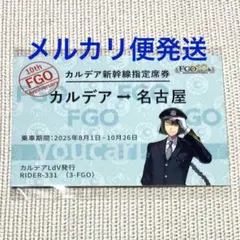 メルカリ便発送
10th
FGO
カルデア新幹線指定席券
カルデア→名古屋
FGO
乗車期間:2025年8月1日~10月26日
カルデアLdV発行
RIDER-331 (3-FGO)